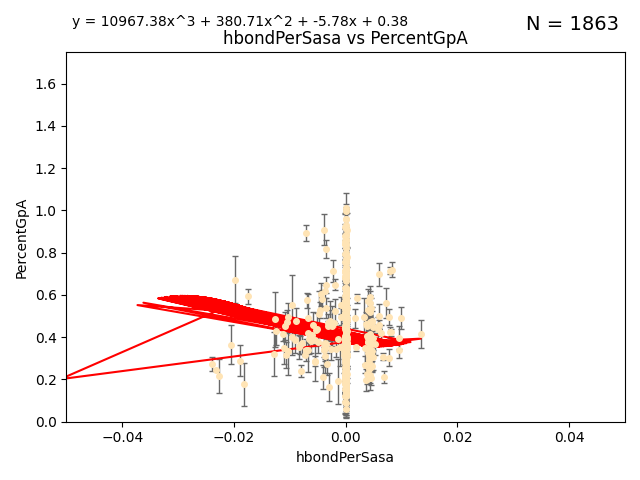 y = 10967.38x^3 + 380.71x^2 + -5.78x + 0.38
N = 1863
hbondPerSasa vs PercentGpA
1.6
1.4
1.2
1.0
0.8
0.6
0.4
0.2
0.0
PercentGpA
−0.04
−0.02
0.00
0.02
0.04
hbondPerSasa